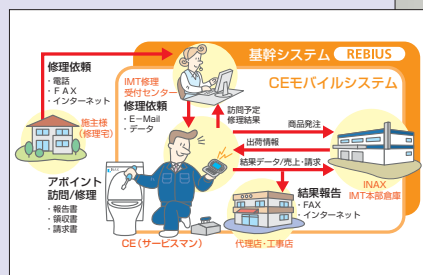 基幹システム REBIUS
CEモバイルシステム
修理依頼
・電話
・ＦＡＸ
・インターネット
IMT修理
受付センター
修理依頼
・E−Mail
・データ
訪問予定
修理結果
施主様
（修理宅）
商品発注
出荷情報
結果データ/売上・請求
アポイント
訪問/修理
・報告書
・領収書
・請求書
結果報告
・FAX
・インターネット
INAX
IMT本部倉庫
CE（サービスマン）
代理店・工事店